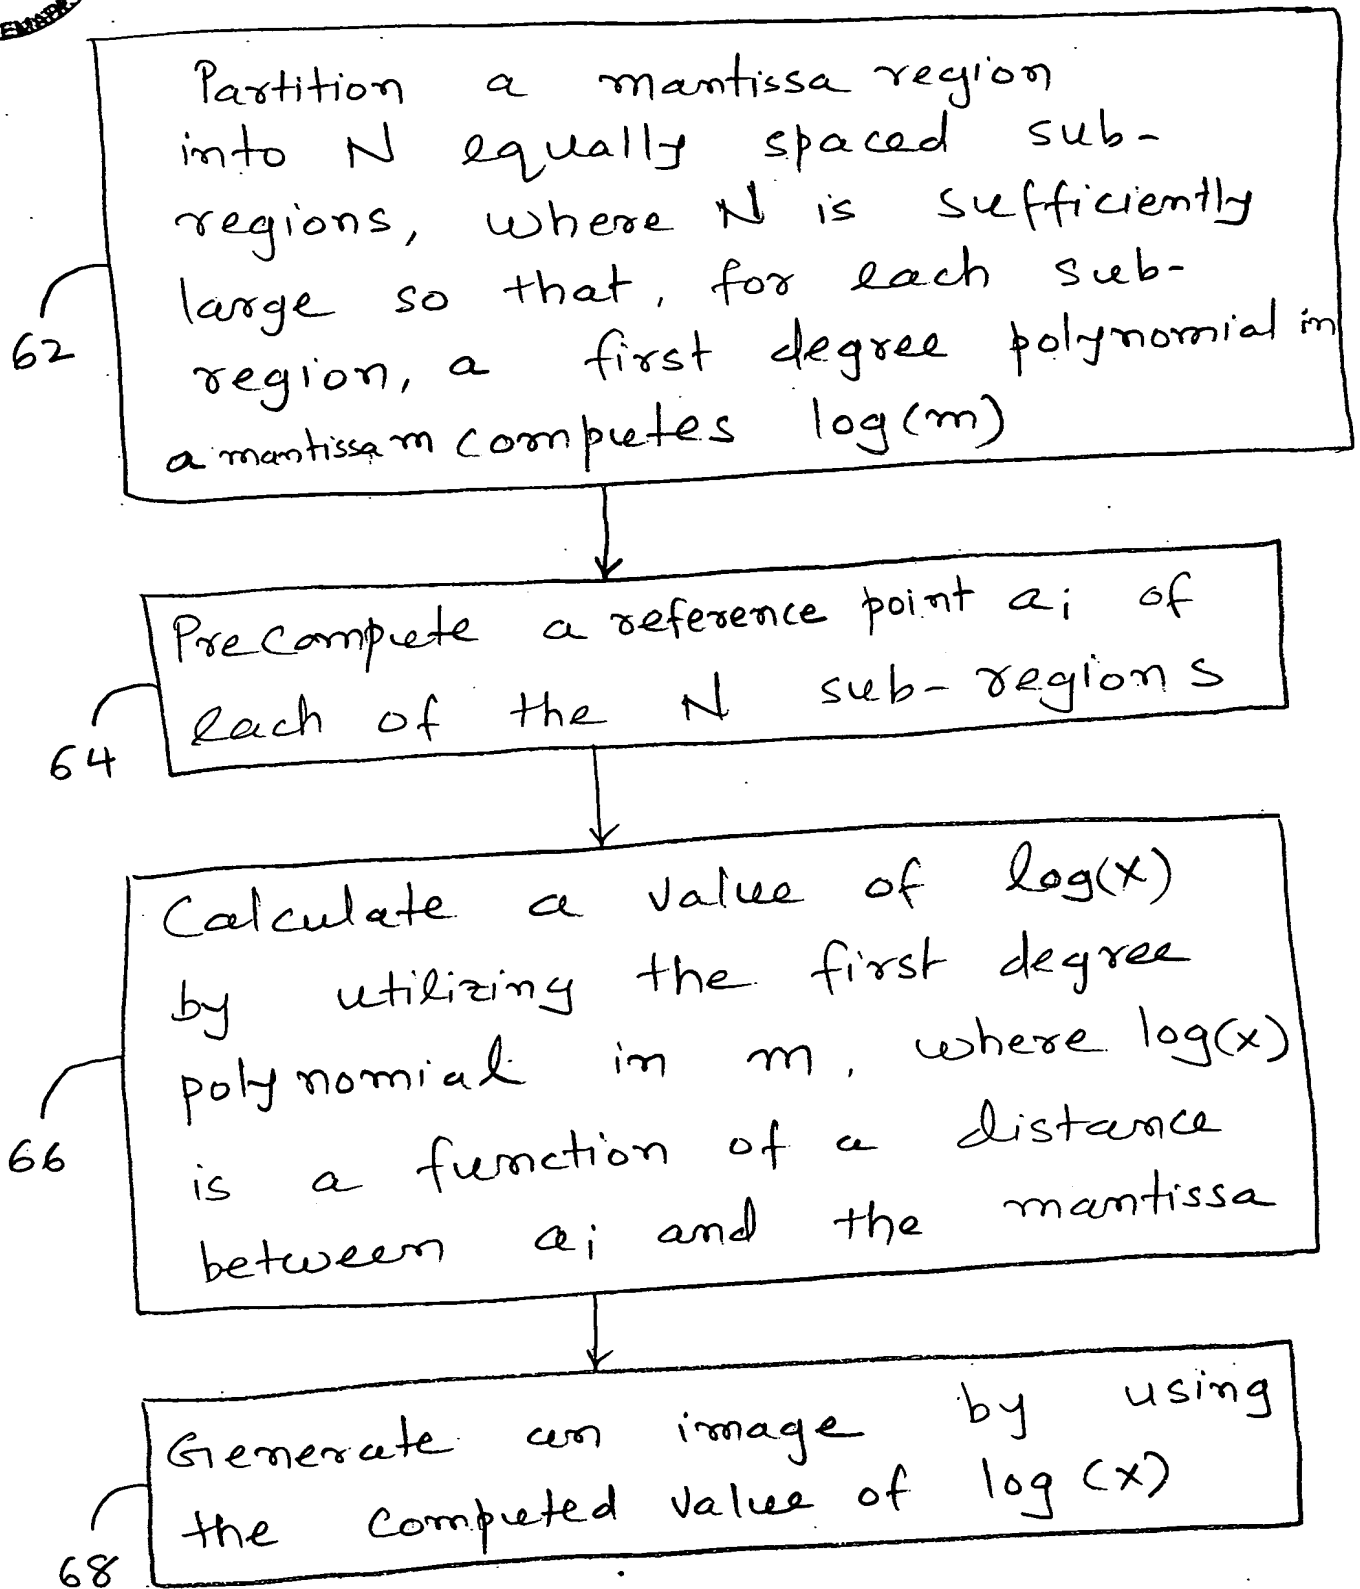 Partition a mantissa region
into N equally spaced sub-
regions, where N is sufficiently
large so that, for each sub-
region, a first degree polynomial in
a mantissa m computes log(m)
62
Precompute a reference point ai of
each of the N sub-regions
64
Calculate a value of log(x)
by utilizing the first degree
polynomial in m, where log(x)
is a function of a distance
between ai and the mantissa
66
Generate an image by using
the computed value of log(x)
68